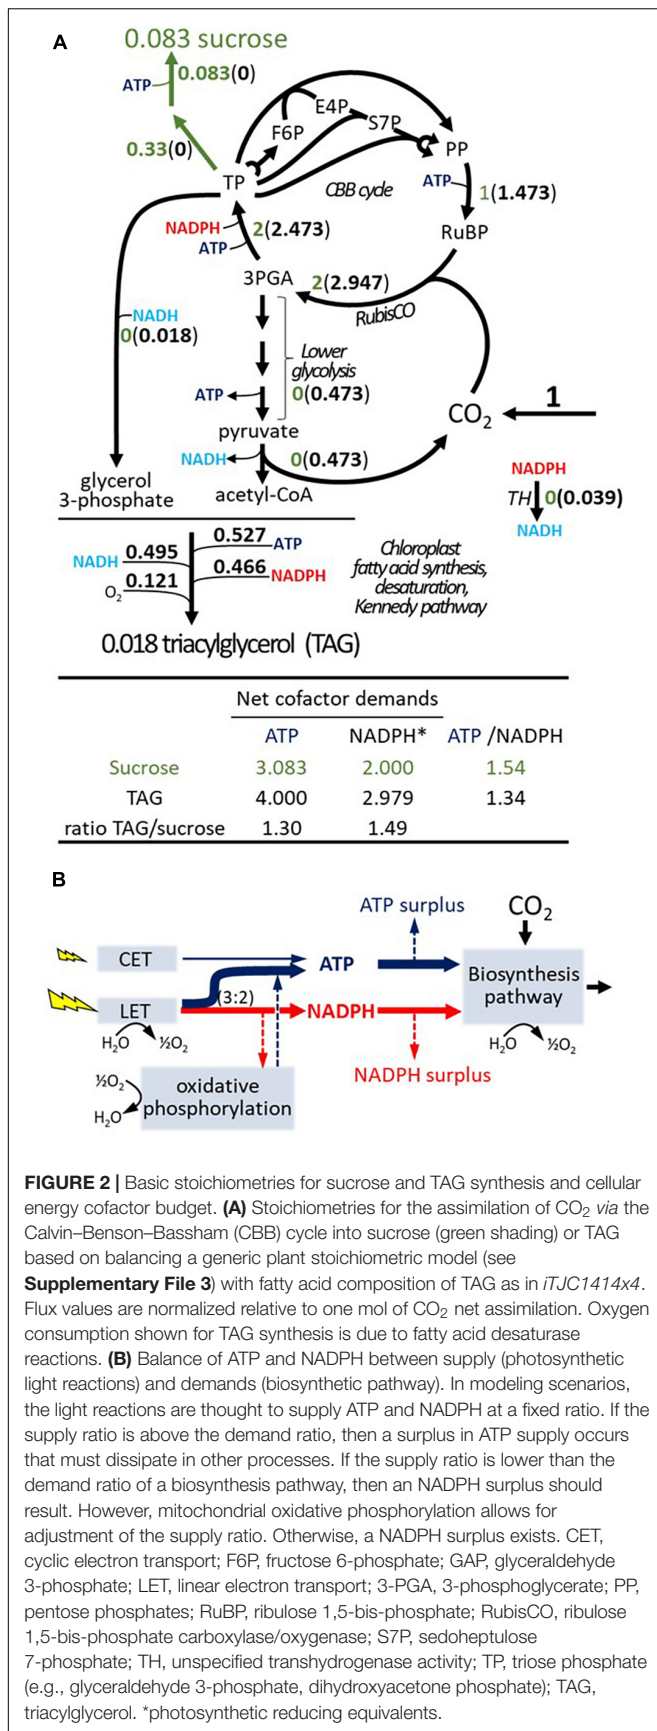 A
0.083 sucrose
ATP
0.083(0)
0.33(0)
E4P
F6P
S7P
PP
TP
CBB cycle
ATP
1(1.473)
NADPH
2(2.473)
ATP
RuBP
3PGA
2(2.947)
RubisCO
NADH
0(0.018)
Lower
glycolysis
ATP
0(0.473)
CO2
1
pyruvate
NADH
0(0.473)
glycerol
3-phosphate
acetyl-CoA
NADPH
TH
0(0.039)
NADH
0.527
ATP
NADH
0.495
0.466
NADPH
O2
0.121
Chloroplast
fatty acid synthesis,
desaturation,
Kennedy pathway
0.018 triacylglycerol (TAG)
Net cofactor demands
ATP NADPH* ATP /NADPH
Sucrose 3.083 2.000 1.54
TAG 4.000 2.979 1.34
ratio TAG/sucrose 1.30 1.49
B
ATP surplus
CO2
CET
ATP
Biosynthesis
pathway
LET
(3:2)
NADPH
H2O ½O2
H2O ½O2
NADPH surplus
½O2
H2O
oxidative
phosphorylation
FIGURE 2 | Basic stoichiometries for sucrose and TAG synthesis and cellular
energy cofactor budget. (A) Stoichiometries for the assimilation of CO2 via the
Calvin–Benson–Bassham (CBB) cycle into sucrose (green shading) or TAG
based on balancing a generic plant stoichiometric model (see
Supplementary File 3) with fatty acid composition of TAG as in iTJC1414x4.
Flux values are normalized relative to one mol of CO2 net assimilation. Oxygen
consumption shown for TAG synthesis is due to fatty acid desaturase
reactions. (B) Balance of ATP and NADPH between supply (photosynthetic
light reactions) and demands (biosynthetic pathway). In modeling scenarios,
the light reactions are thought to supply ATP and NADPH at a fixed ratio. If the
supply ratio is above the demand ratio, then a surplus in ATP supply occurs
that must dissipate in other processes. If the supply ratio is lower than the
demand ratio of a biosynthesis pathway, then an NADPH surplus should
result. However, mitochondrial oxidative phosphorylation allows for
adjustment of the supply ratio. Otherwise, a NADPH surplus exists. CET,
cyclic electron transport; F6P, fructose 6-phosphate; GAP, glyceraldehyde
3-phosphate; LET, linear electron transport; 3-PGA, 3-phosphoglycerate; PP,
pentose phosphates; RuBP, ribulose 1,5-bis-phosphate; RubisCO, ribulose
1,5-bis-phosphate carboxylase/oxygenase; S7P, sedoheptulose
7-phosphate; TH, unspecified transhydrogenase activity; TP, triose phosphate
(e.g., glyceraldehyde 3-phosphate, dihydroxyacetone phosphate); TAG,
triacylglycerol. *photosynthetic reducing equivalents.